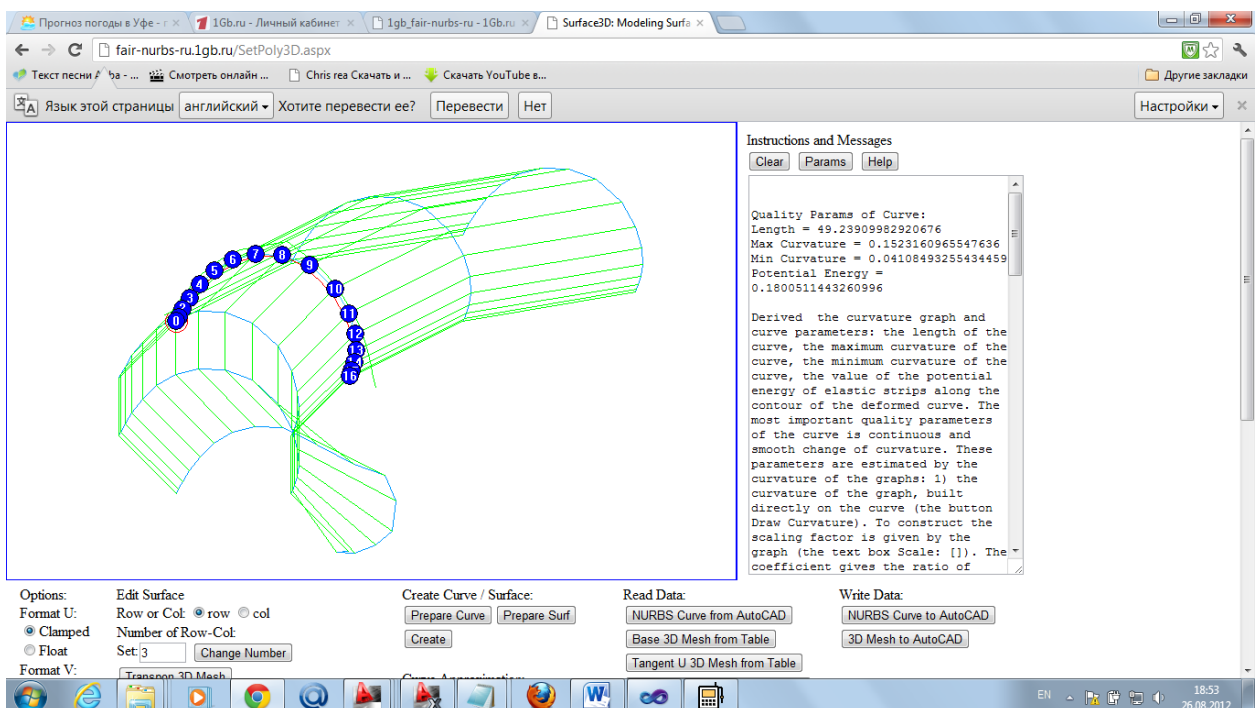 Прогноз погоды в Уфе - г
1Gb.ru - Личный кабинет
1gb_fair-nurbs-ru - 1Gb.ru
Surface3D: Modeling Surfa
fair-nurbs-ru.1gb.ru/SetPoly3D.aspx
Текст песни
Смотреть онлайн ...
Chris rea Скачать и ...
Скачать YouTube в...
Другие закладки
Язык этой страницы английский Хотите перевести ее? Перевести Нет
Настройки
Instructions and Messages
Clear Params Help
Quality Params of Curve:
Length = 49.23909982920676
Max Curvature = 0.1523160965547636
Min Curvature = 0.04108493255434459
Potential Energy =
0.1800511443260996
Derived the curvature graph and
curve parameters: the length of the
curve, the maximum curvature of the
curve, the minimum curvature of the
curve, the value of the potential
energy of elastic strips along the
contour of the deformed curve. The
most important quality parameters
of the curve is continuous and
smooth change of curvature. These
parameters are estimated by the
curvature of the graphs: 1) the
curvature of the graph, built
directly on the curve (the button
Draw Curvature). To construct the
scaling factor is given by the
graph (the text box Scale: []). The
coefficient gives the ratio of
0
2
3
4
5
6
7
8
9
10
11
12
13
14
16
Options:
Format U:
Clamped
Float
Format V:
Edit Surface
Row or Col: row col
Number of Row-Col:
Set: 3 Change Number
Transpon 3D Mesh
Create Curve / Surface:
Prepare Curve Prepare Surf
Create
Curve Approximation:
Read Data:
NURBS Curve from AutoCAD
Base 3D Mesh from Table
Tangent U 3D Mesh from Table
Write Data:
NURBS Curve to AutoCAD
3D Mesh to AutoCAD
EN
18:53
26.08.2012